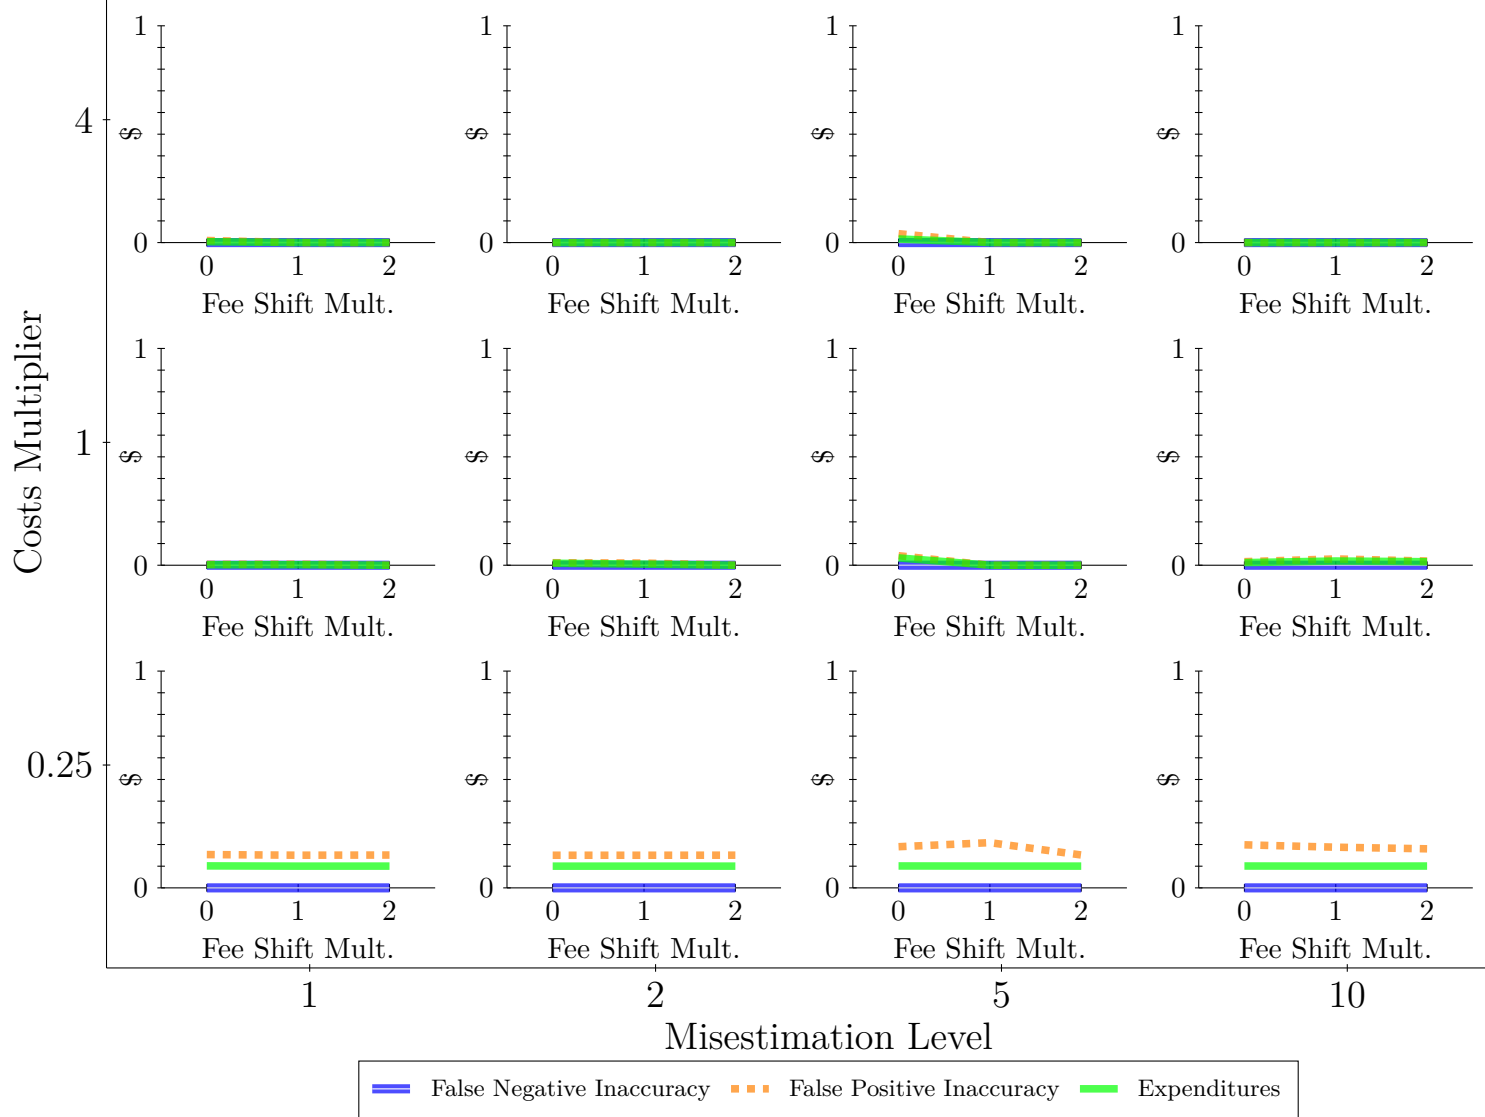 Costs Multiplier
4
1 $ 0 0 1 2 Fee Shift Mult.
1 $ 0 0 1 2 Fee Shift Mult.
1 $ 0 0 1 2 Fee Shift Mult.
1 $ 0 0 1 2 Fee Shift Mult.
1
1 $ 0 0 1 2 Fee Shift Mult.
1 $ 0 0 1 2 Fee Shift Mult.
1 $ 0 0 1 2 Fee Shift Mult.
1 $ 0 0 1 2 Fee Shift Mult.
0.25
1 $ 0 0 1 2 Fee Shift Mult.
1 $ 0 0 1 2 Fee Shift Mult.
1 $ 0 0 1 2 Fee Shift Mult.
1 $ 0 0 1 2 Fee Shift Mult.
1 2 5 10
Misestimation Level
False Negative Inaccuracy False Positive Inaccuracy Expenditures